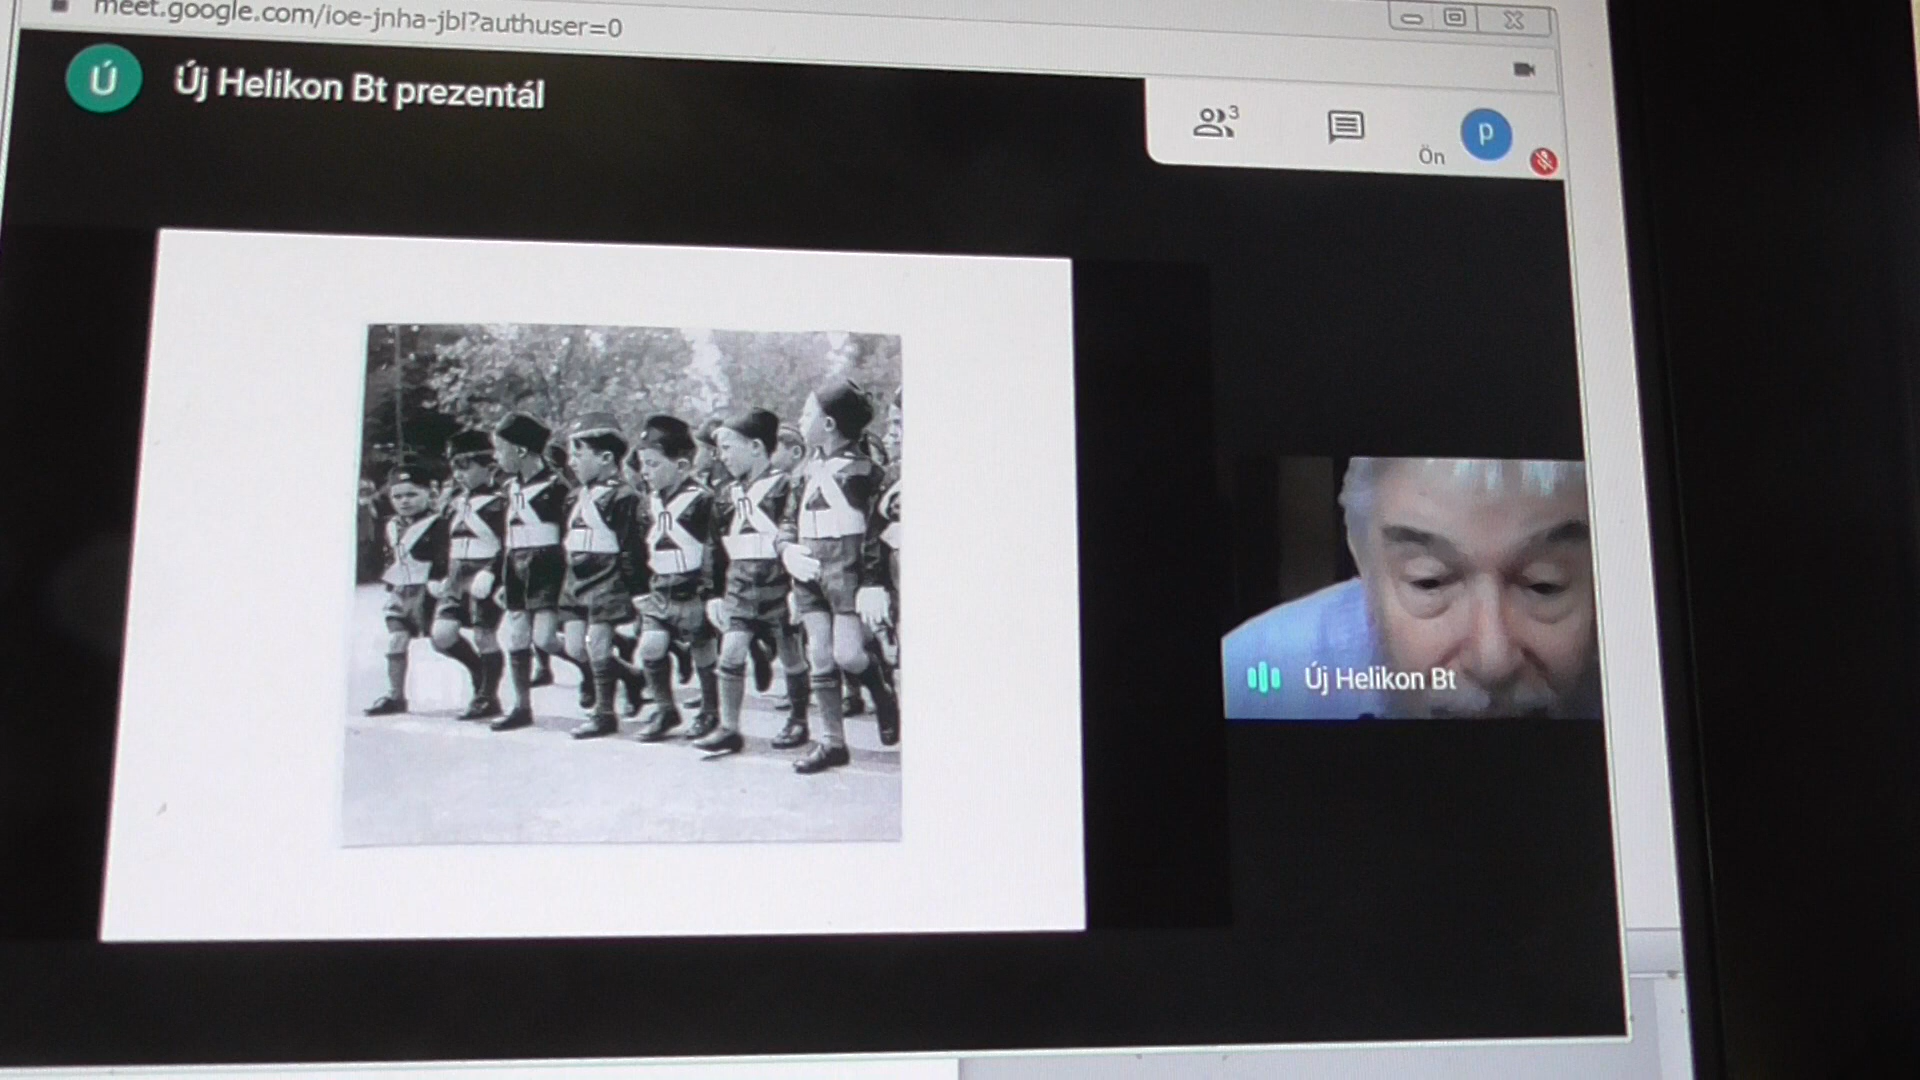 meet.google.com/ioe-jnha-jbl?authuser=0
Ú
Új Helikon Bt prezentál
3
Ön
p
M
M
M
Új Helikon Bt